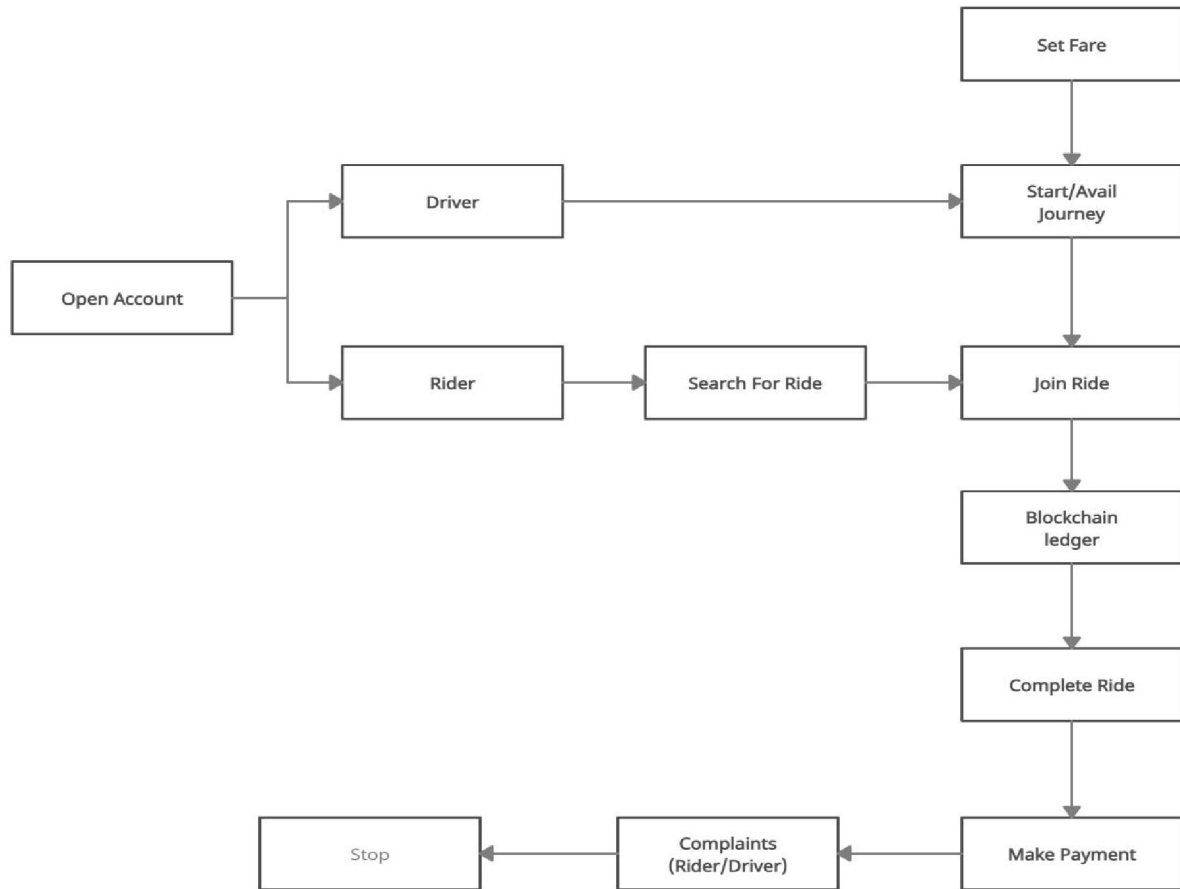 Set Fare
Driver
Start/Avail
Journey
Open Account
Rider
Search For Ride
Join Ride
Blockchain
ledger
Complete Ride
Stop
Complaints
(Rider/Driver)
Make Payment